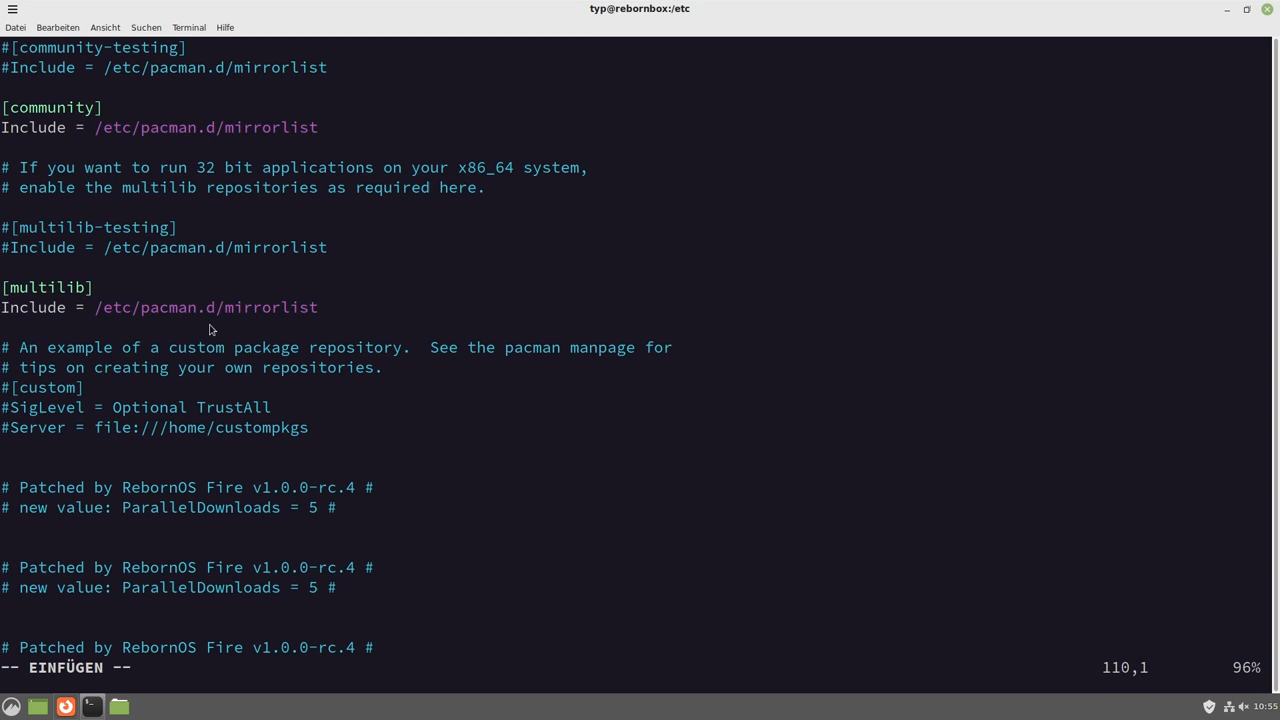 typ@rebornbox:/etc
Datei Bearbeiten Ansicht Suchen Terminal Hilfe
#[community-testing]
#Include = /etc/pacman.d/mirrorlist
[community]
Include = /etc/pacman.d/mirrorlist
# If you want to run 32 bit applications on your x86_64 system,
# enable the multilib repositories as required here.
#[multilib-testing]
#Include = /etc/pacman.d/mirrorlist
[multilib]
Include = /etc/pacman.d/mirrorlist
# An example of a custom package repository.  See the pacman manpage for
# tips on creating your own repositories.
#[custom]
#SigLevel = Optional TrustAll
#Server = file:///home/custompkgs
# Patched by RebornOS Fire v1.0.0-rc.4 #
# new value: ParallelDownloads = 5 #
# Patched by RebornOS Fire v1.0.0-rc.4 #
# new value: ParallelDownloads = 5 #
# Patched by RebornOS Fire v1.0.0-rc.4 #
-- EINFÜGEN -- 110,1 96%
10:55